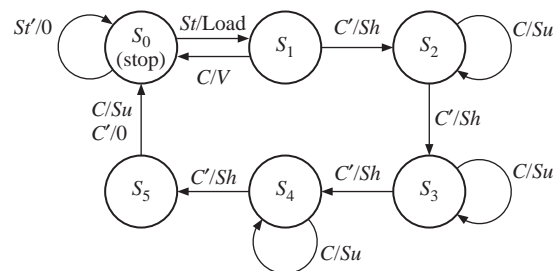 St′/0
S0
(stop)
St/Load
C/V
S1
C′/Sh
S2
C/Su
C′/Sh
C/Su
C′/0
S5
C′/Sh
S4
C/Su
C′/Sh
S3
C/Su